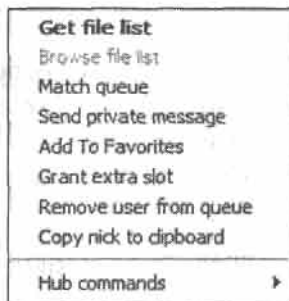 Get file list
Browse file list
Match queue
Send private message
Add To Favorites
Grant extra slot
Remove user from queue
Copy nick to clipboard
Hub commands